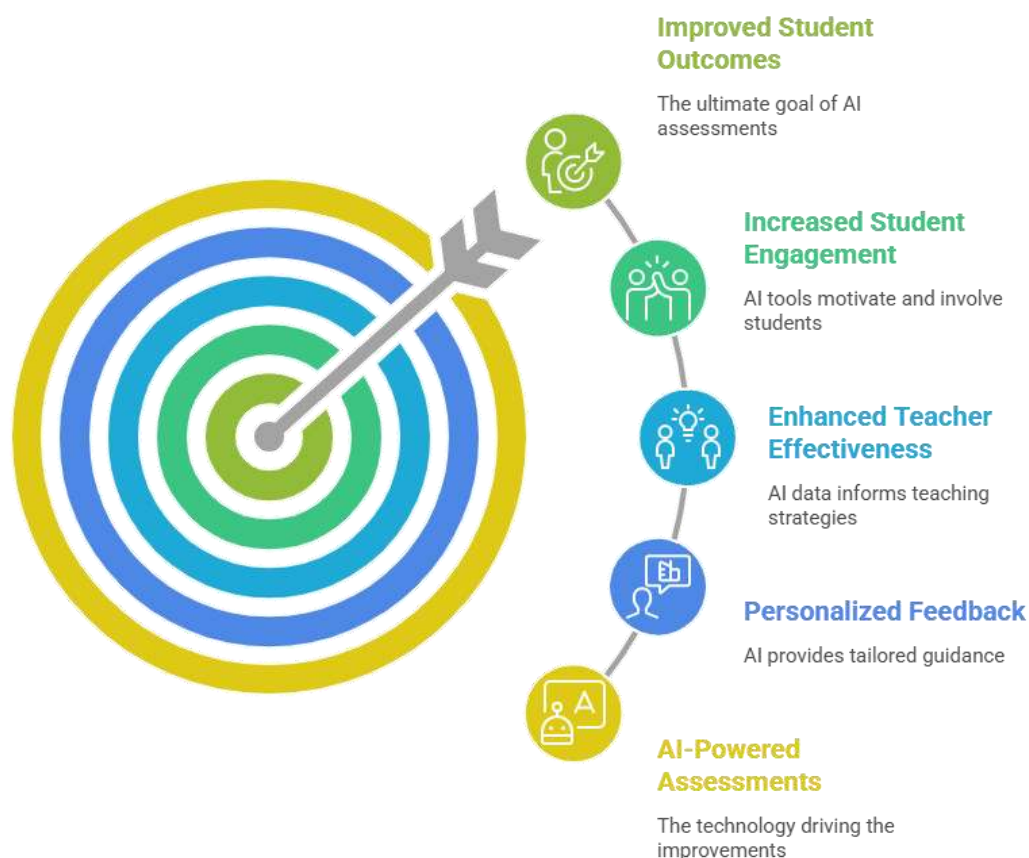 Improved Student
Outcomes
The ultimate goal of AI
assessments
Increased Student
Engagement
AI tools motivate and involve
students
Enhanced Teacher
Effectiveness
AI data informs teaching
strategies
Personalized Feedback
AI provides tailored guidance
A
AI-Powered
Assessments
The technology driving the
improvements